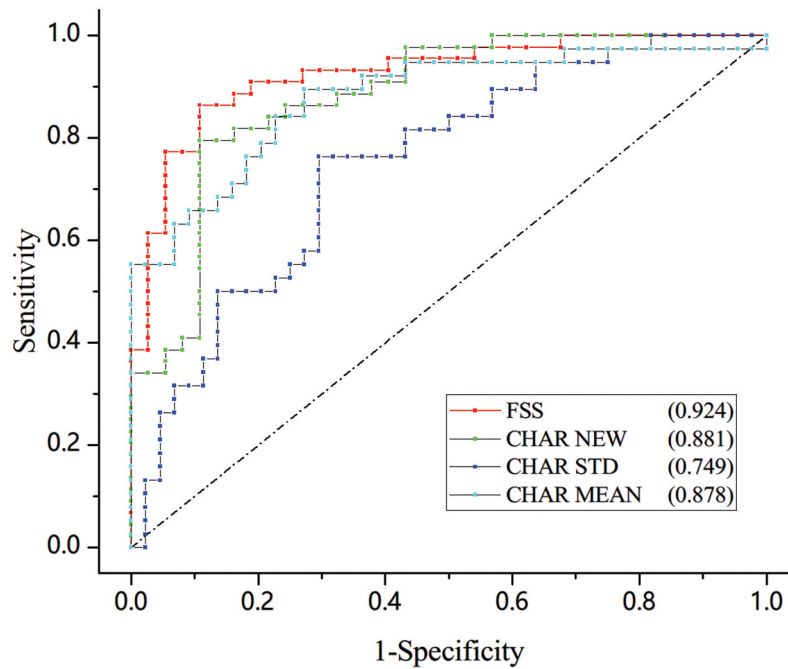 1.0
0.8
0.6
0.4
0.2
0.0
Sensitivity
FSS (0.924)
CHAR NEW (0.881)
CHAR STD (0.749)
CHAR MEAN (0.878)
0.0 0.2 0.4 0.6 0.8 1.0
1-Specificity